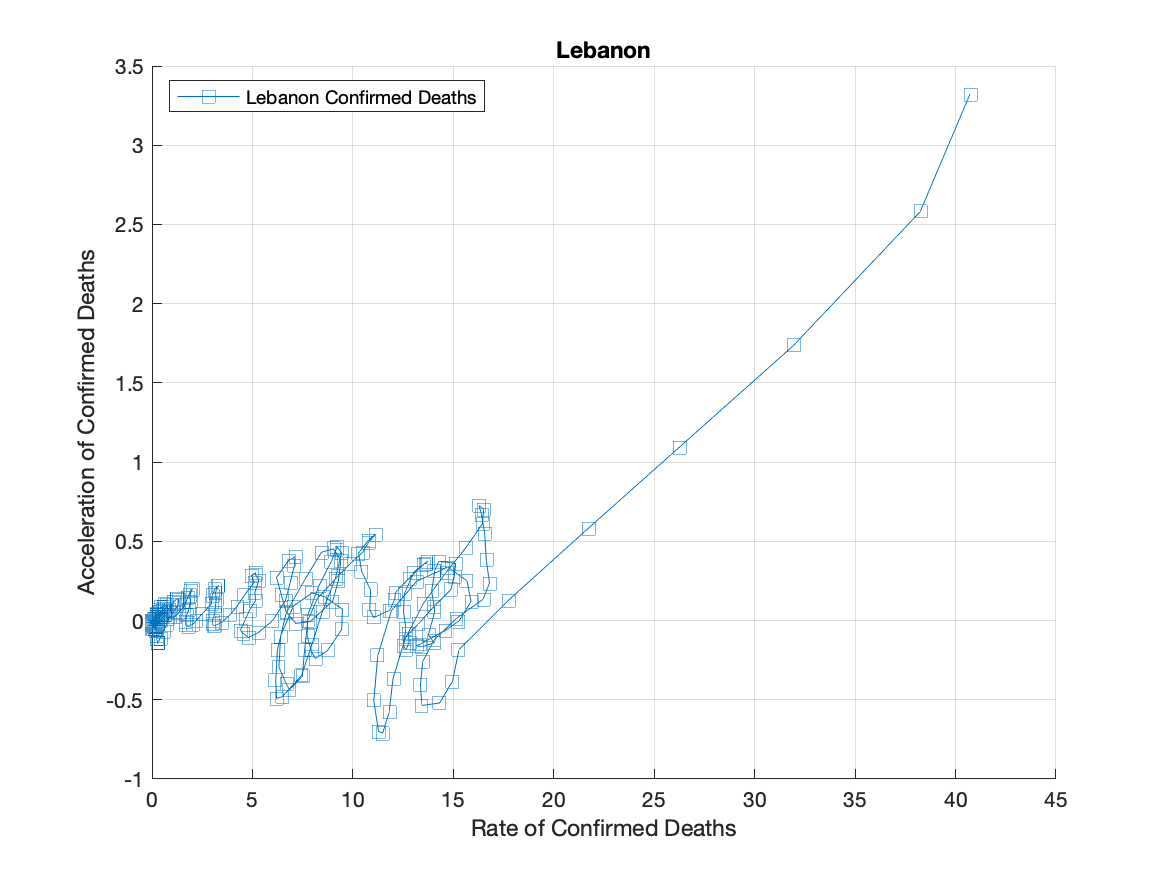 Lebanon
Lebanon Confirmed Deaths
Acceleration of Confirmed Deaths
3.5
3
2.5
2
1.5
1
0.5
0
-0.5
-1
0 5 10 15 20 25 30 35 40 45
Rate of Confirmed Deaths